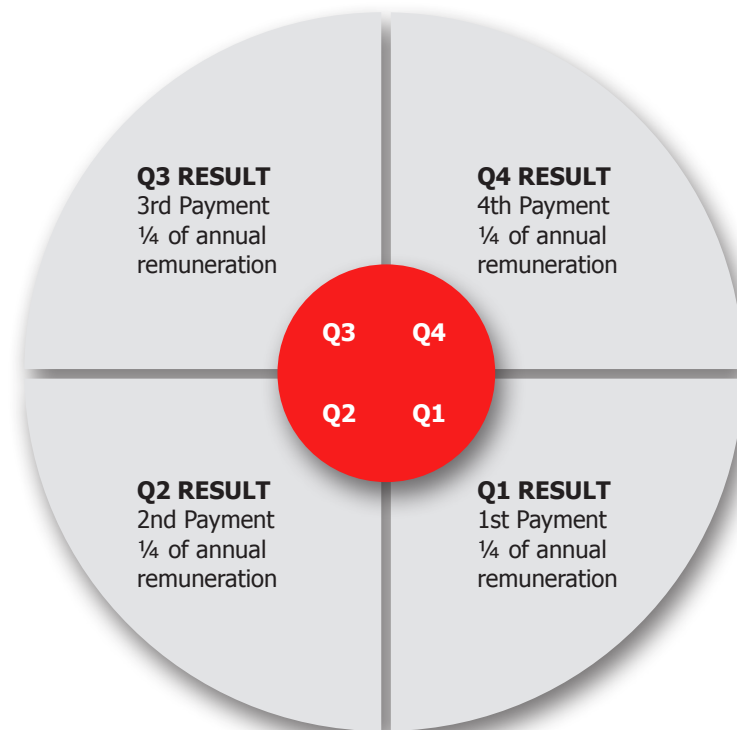 Q3 RESULT
3rd Payment
¼ of annual
remuneration
Q4 RESULT
4th Payment
¼ of annual
remuneration
Q3
Q4
Q2
Q1
Q2 RESULT
2nd Payment
¼ of annual
remuneration
Q1 RESULT
1st Payment
¼ of annual
remuneration